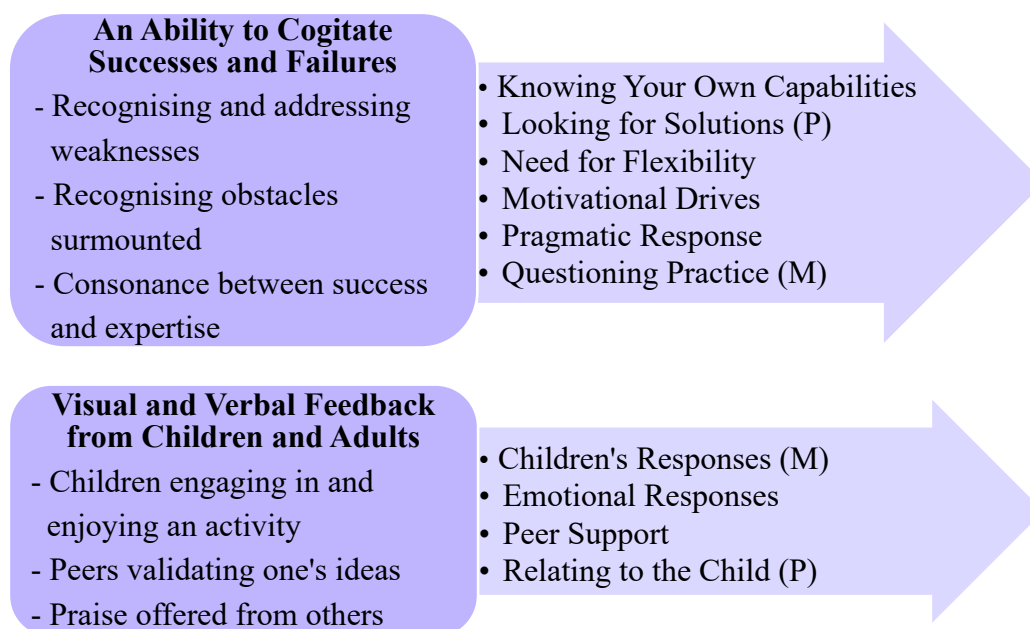 An Ability to Cogitate
Successes and Failures
- Recognising and addressing
weaknesses
- Recognising obstacles
surmounted
- Consonance between success
and expertise
• Knowing Your Own Capabilities
• Looking for Solutions (P)
• Need for Flexibility
• Motivational Drives
• Pragmatic Response
• Questioning Practice (M)
Visual and Verbal Feedback
from Children and Adults
- Children engaging in and
enjoying an activity
- Peers validating one's ideas
- Praise offered from others
• Children's Responses (M)
• Emotional Responses
• Peer Support
• Relating to the Child (P)